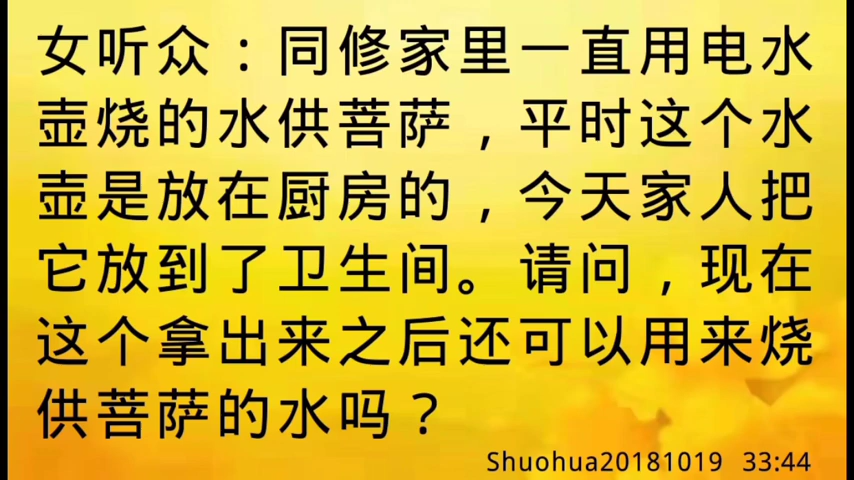 女听众：同修家里一直用电水
壶烧的水供菩萨，平时这个水
壶是放在厨房的，今天家人把
它放到了卫生间。请问，现在
这个拿出来之后还可以用来烧
供菩萨的水吗？
Shuohua20181019 33:44